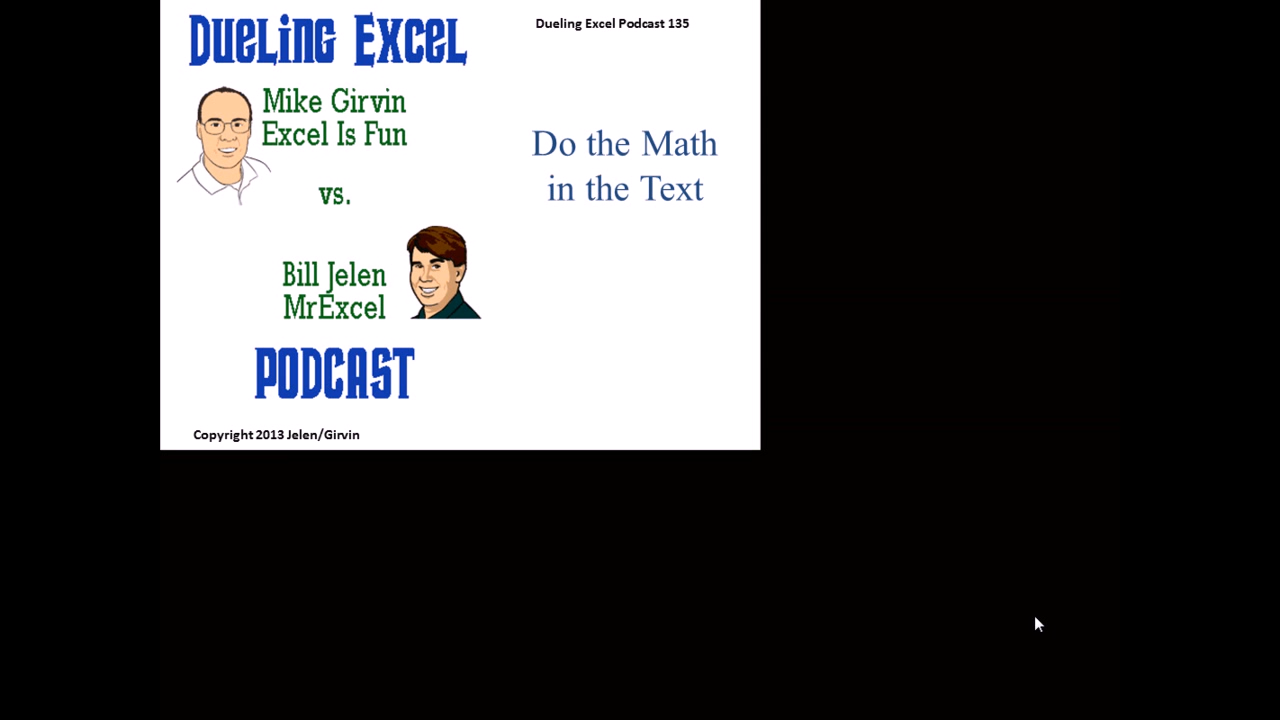 Dueling Excel
Mike Girvin
Excel Is Fun
vs.
Bill Jelen
MrExcel
PODCAST
Copyright 2013 Jelen/Girvin
Dueling Excel Podcast 135
Do the Math
in the Text